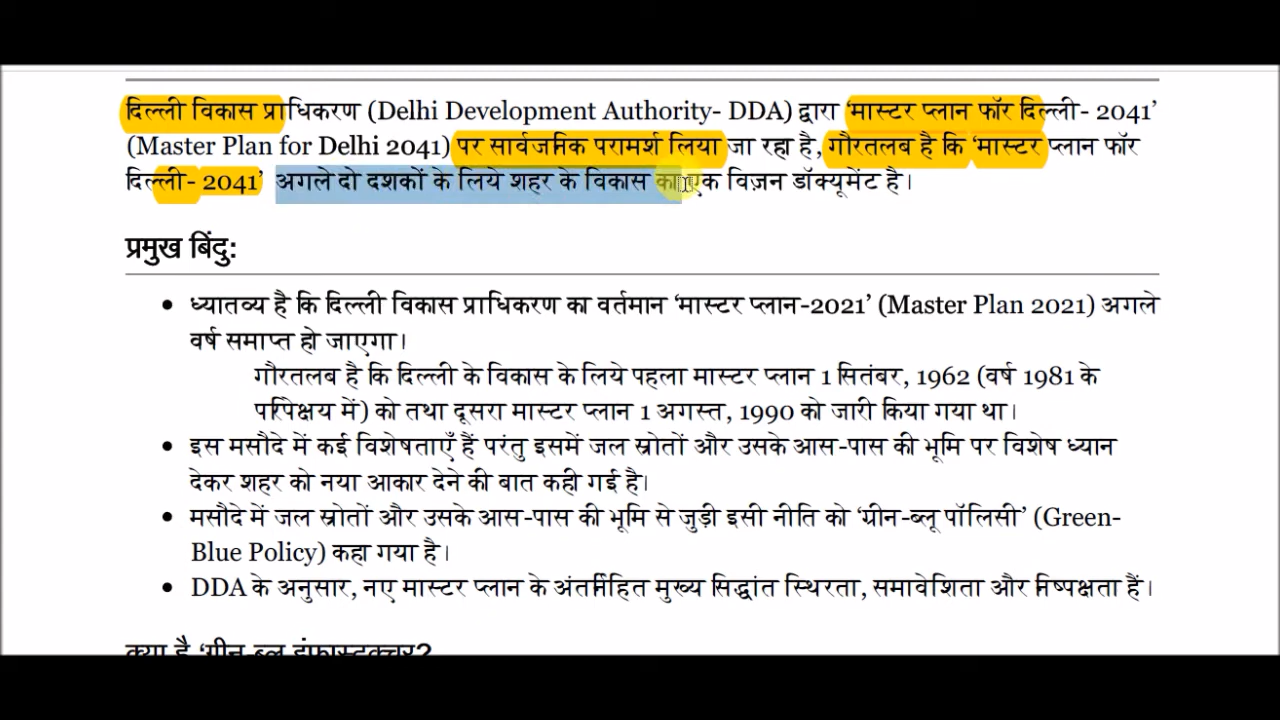 दिल्ली विकास प्राधिकरण (Delhi Development Authority- DDA) द्वारा 'मास्टर प्लान फॉर दिल्ली- 2041'
(Master Plan for Delhi 2041) पर सार्वजनिक परामर्श लिया जा रहा है, गौरतलब है कि 'मास्टर प्लान फॉर
दिल्ली- 2041' अगले दो दशकों के लिये शहर के विकास का एक विज़न डॉक्यूमेंट है।
प्रमुख बिंदु:
• ध्यातव्य है कि दिल्ली विकास प्राधिकरण का वर्तमान 'मास्टर प्लान-2021' (Master Plan 2021) अगले
वर्ष समाप्त हो जाएगा।
गौरतलब है कि दिल्ली के विकास के लिये पहला मास्टर प्लान 1 सितंबर, 1962 (वर्ष 1981 के
परिपेक्षय में) को तथा दूसरा मास्टर प्लान 1 अगस्त, 1990 को जारी किया गया था।
• इस मसौदे में कई विशेषताएँ हैं परंतु इसमें जल स्रोतों और उसके आस-पास की भूमि पर विशेष ध्यान
देकर शहर को नया आकार देने की बात कही गई है।
• मसौदे में जल स्रोतों और उसके आस-पास की भूमि से जुड़ी इसी नीति को 'ग्रीन-ब्लू पॉलिसी' (Green-
Blue Policy) कहा गया है।
• DDA के अनुसार, नए मास्टर प्लान के अंतर्निहित मुख्य सिद्धांत स्थिरता, समावेशिता और निष्पक्षता हैं।
क्या है 'ग्रीन-ब्लू इंफ्रास्ट्रक्चर?